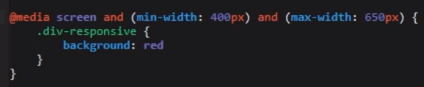 @media screen and (min-width: 400px) and (max-width: 650px) {
    .div-responsive {
        background: red
    }
}